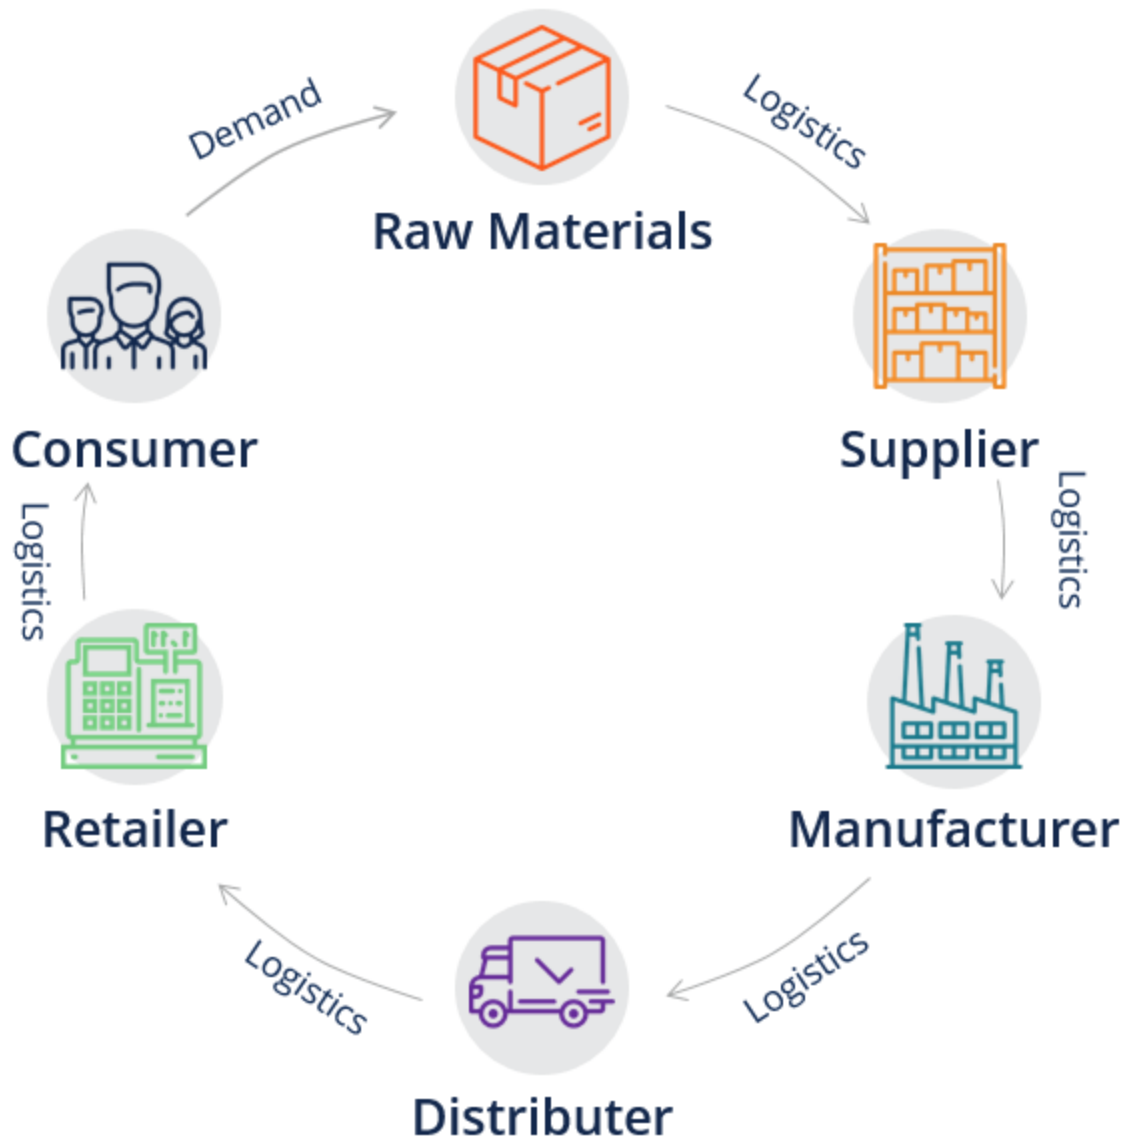 Demand
Logistics
Raw Materials
Consumer
Supplier
Logistics
Logistics
Retailer
Manufacturer
Logistics
Logistics
Distributer